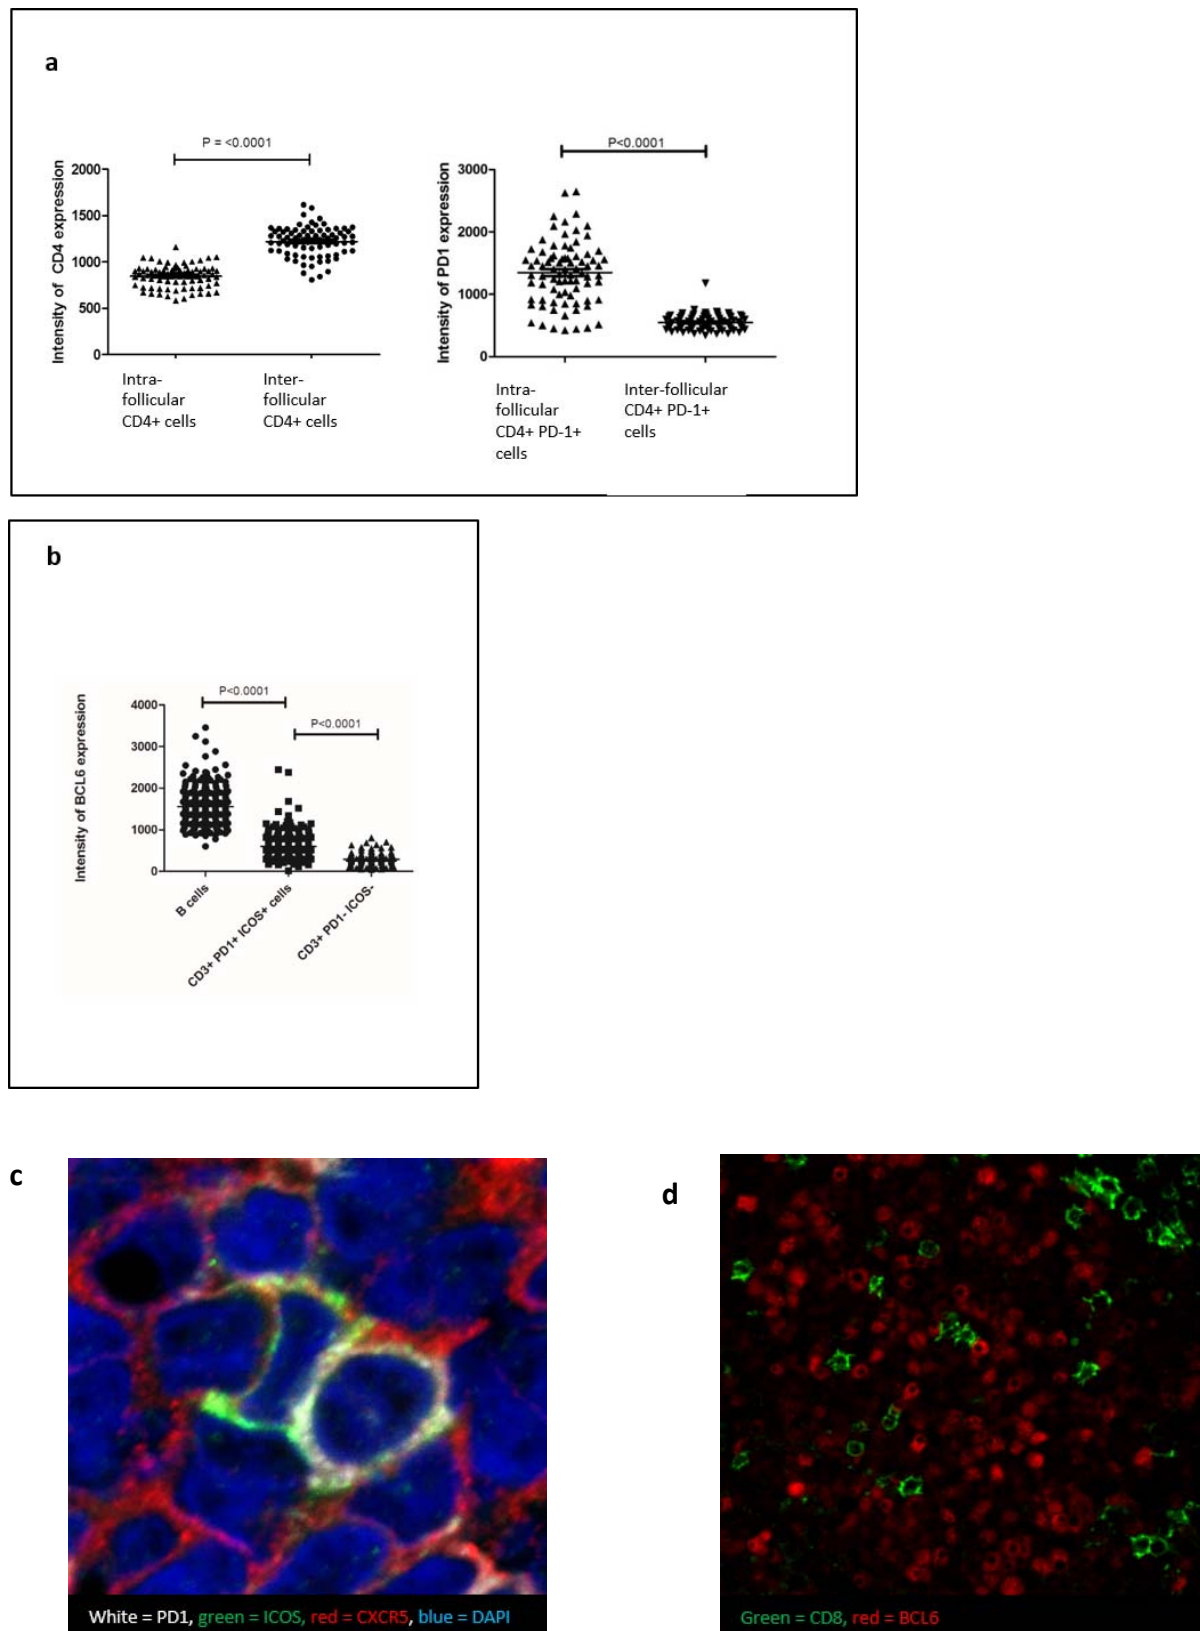 a
P = <0.0001
Intensity of CD4 expression
2000
1500
1000
500
0
Intra-
follicular
CD4+ cells
Inter-
follicular
CD4+ cells
P<0.0001
Intensity of PD1 expression
3000
2000
1000
0
Intra-
follicular
CD4+ PD-1+
cells
Inter-follicular
CD4+ PD-1+
cells
b
P<0.0001
P<0.0001
Intensity of BCL6 expression
4000
3000
2000
1000
0
B cells
CD3+ PD1+ ICOS+ cells
CD3+ PD1- ICOS-
c
White = PD1, green = ICOS, red = CXCR5, blue = DAPI
d
Green = CD8, red = BCL6